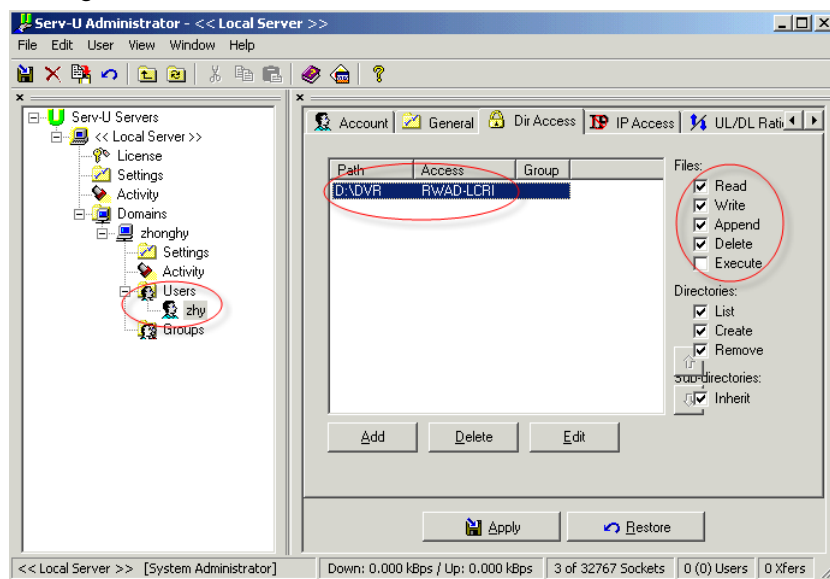 Serv-U Administrator - << Local Server >>
File Edit User View Window Help
Serv-U Servers
<< Local Server >>
License
Settings
Activity
Domains
zhonghy
Settings
Activity
Users
zhy
Groups
Account General Dir Access IP Access UL/DL Rati
Path Access Group
D:\DVR RWAD-LCRI
Files:
Read
Write
Append
Delete
Execute
Directories:
List
Create
Remove
Sub-directories:
Inherit
Add Delete Edit
Apply Restore
<< Local Server >> [System Administrator] Down: 0.000 kBps / Up: 0.000 kBps 3 of 32767 Sockets 0 (0) Users 0 Xfers